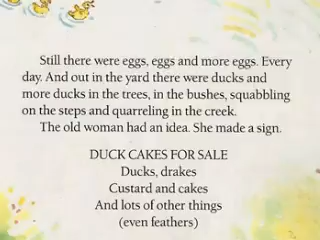 Still there were eggs, eggs and more eggs. Every
day. And out in the yard there were ducks and
more ducks in the trees, in the bushes, squabbling
on the steps and quarreling in the creek.
The old woman had an idea. She made a sign.
DUCK CAKES FOR SALE
Ducks, drakes
Custard and cakes
And lots of other things
(even feathers)